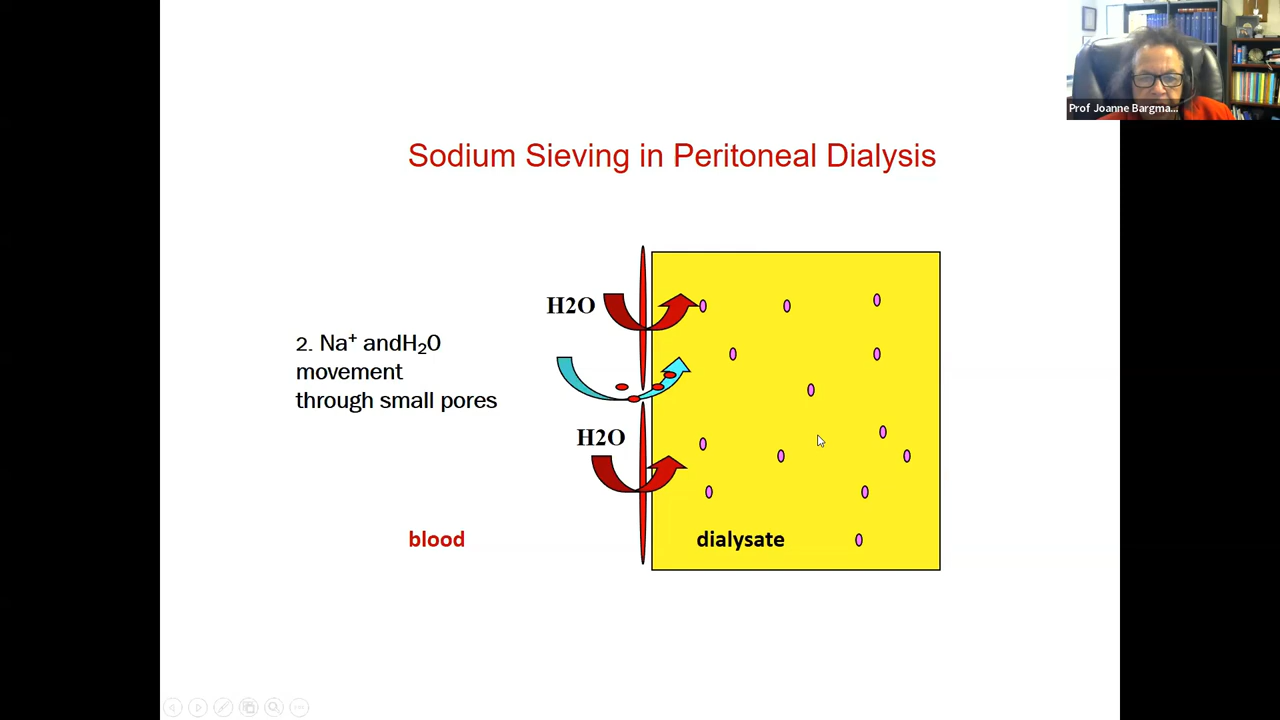 Prof Joanne Bargma...
Sodium Sieving in Peritoneal Dialysis
H2O
2. Na⁺ andH₂O
movement
through small pores
H2O
blood
dialysate